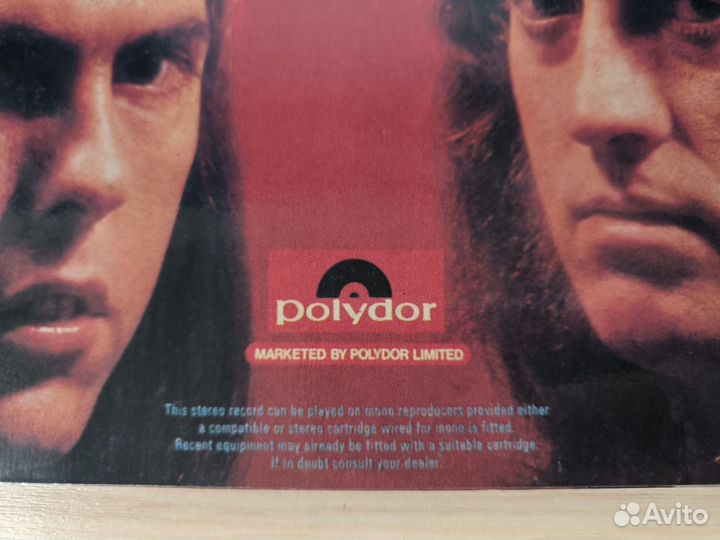 polydor
MARKETED BY POLYDOR LIMITED
This stereo record can be played on mono reproducers provided either
a compatible or stereo cartridge wired for mono is fitted.
Recent equipment may already be fitted with a suitable cartridge.
If in doubt consult your dealer.
Avito